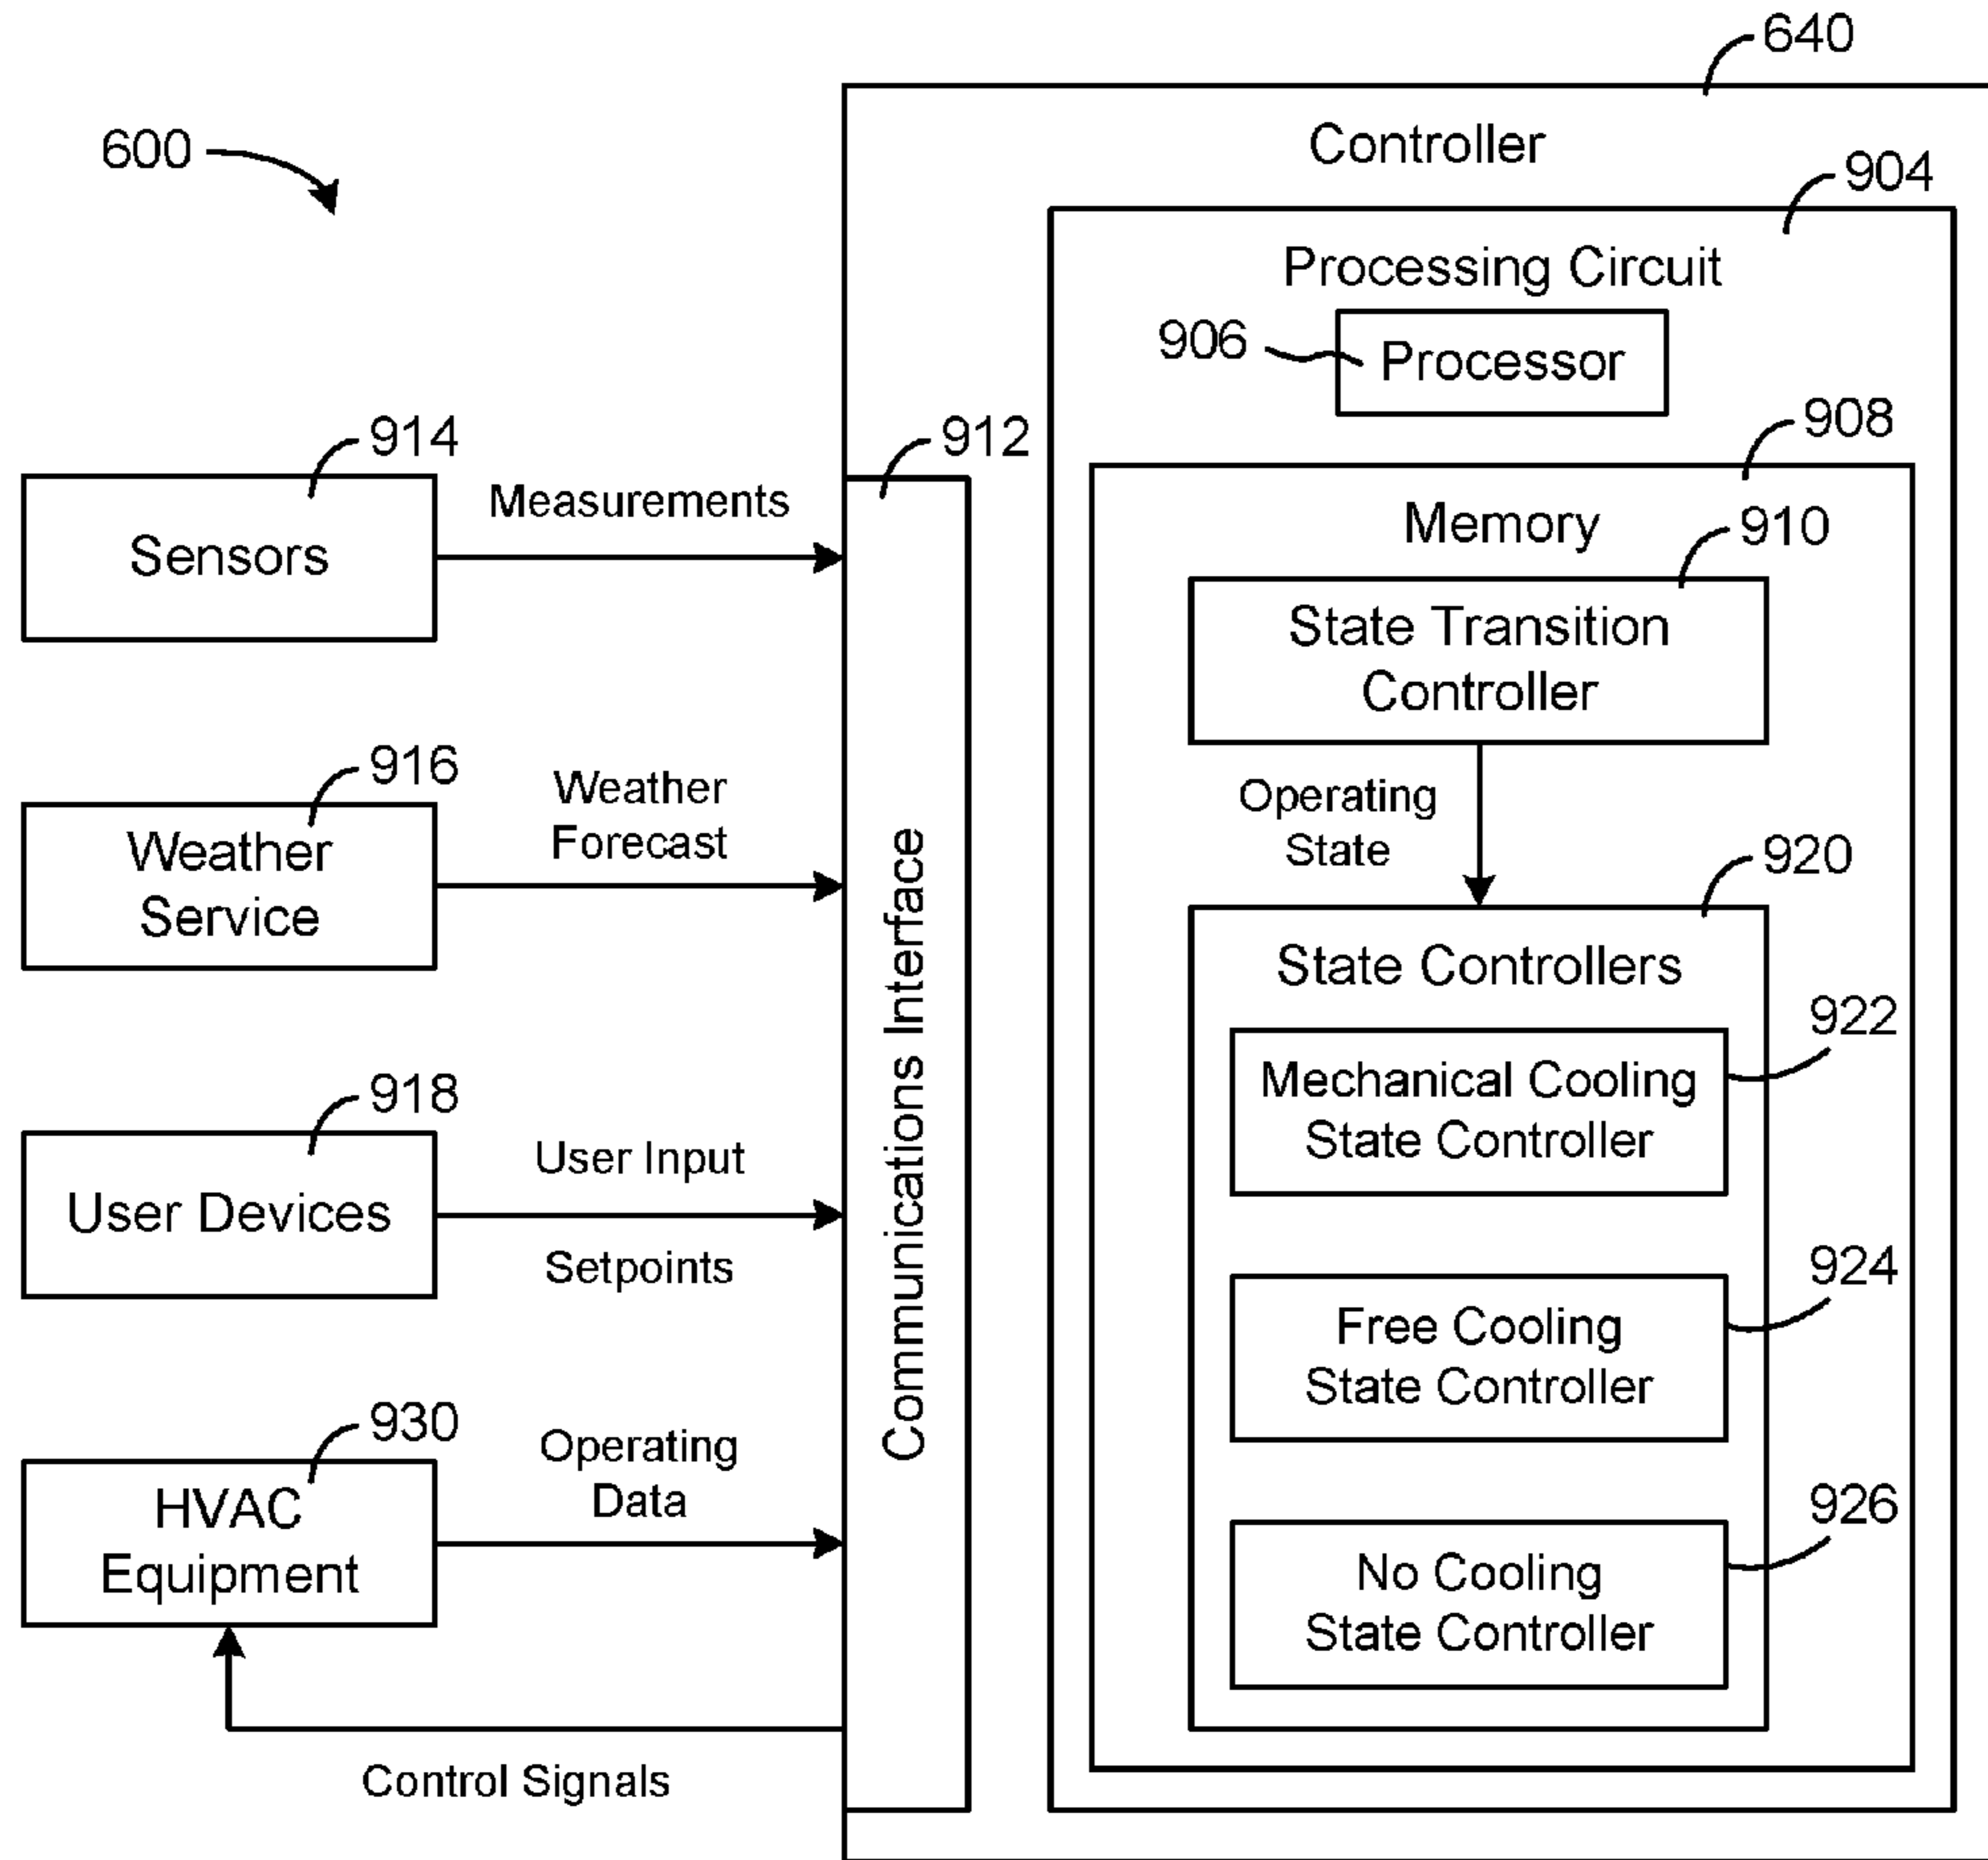 640
600
Controller
904
Processing Circuit
906
Processor
908
914
912
Measurements
Sensors
Memory
910
State Transition
Controller
916
Weather
Forecast
Weather
Service
Operating
State
920
State Controllers
Communications Interface
922
Mechanical Cooling
State Controller
918
User Input
User Devices
Setpoints
924
Free Cooling
State Controller
930
Operating
Data
HVAC
Equipment
926
No Cooling
State Controller
Control Signals